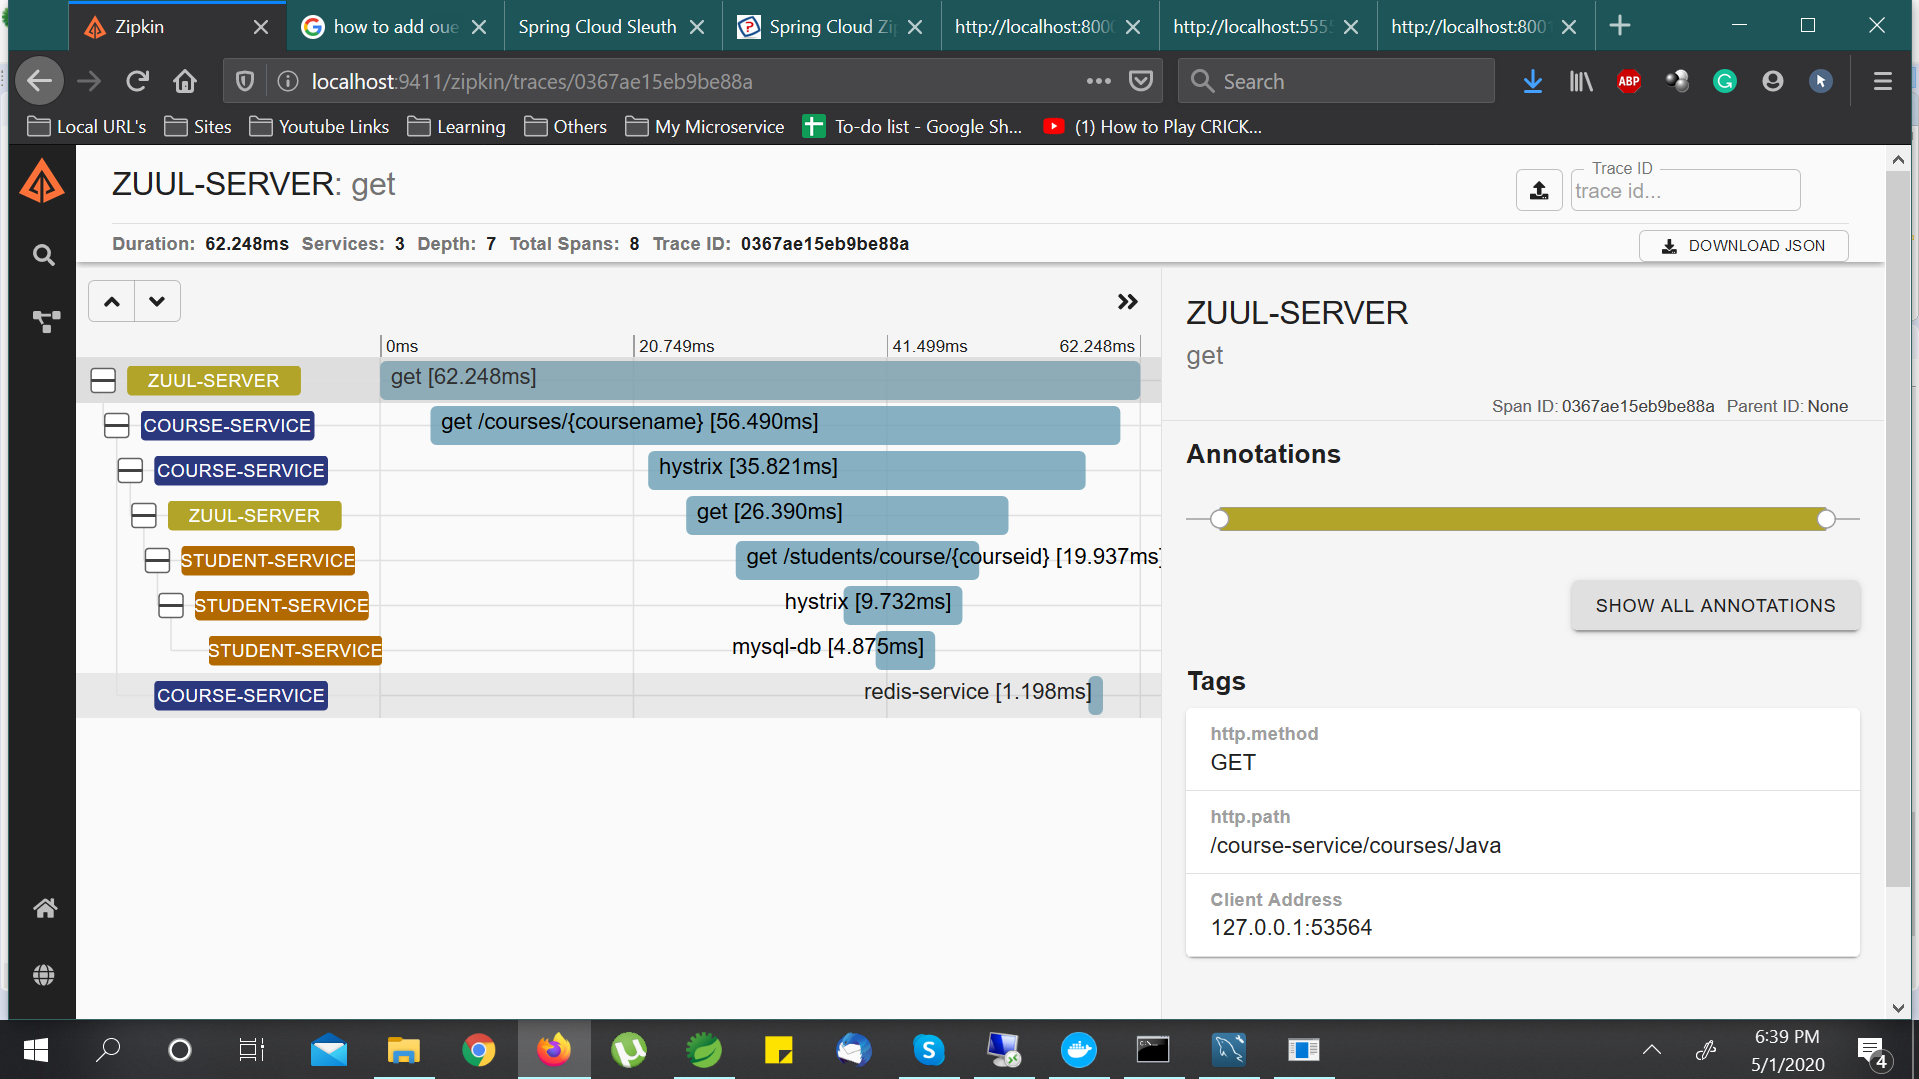 Zipkin
how to add oue
Spring Cloud Sleuth
Spring Cloud Zip
http://localhost:8000
http://localhost:5555
http://localhost:8001
localhost:9411/zipkin/traces/0367ae15eb9be88a
Search
ABP
Local URL's
Sites
Youtube Links
Learning
Others
My Microservice
To-do list - Google Sh...
(1) How to Play CRICK...
ZUUL-SERVER: get
Trace ID
trace id...
Duration: 62.248ms Services: 3 Depth: 7 Total Spans: 8 Trace ID: 0367ae15eb9be88a
DOWNLOAD JSON
0ms
20.749ms
41.499ms
62.248ms
ZUUL-SERVER
get [62.248ms]
COURSE-SERVICE
get /courses/{coursename} [56.490ms]
COURSE-SERVICE
hystrix [35.821ms]
ZUUL-SERVER
get [26.390ms]
STUDENT-SERVICE
get /students/course/{courseid} [19.937ms]
STUDENT-SERVICE
hystrix [9.732ms]
STUDENT-SERVICE
mysql-db [4.875ms]
COURSE-SERVICE
redis-service [1.198ms]
ZUUL-SERVER
get
Span ID: 0367ae15eb9be88a Parent ID: None
Annotations
SHOW ALL ANNOTATIONS
Tags
http.method
GET
http.path
/course-service/courses/Java
Client Address
127.0.0.1:53564
6:39 PM
5/1/2020
4